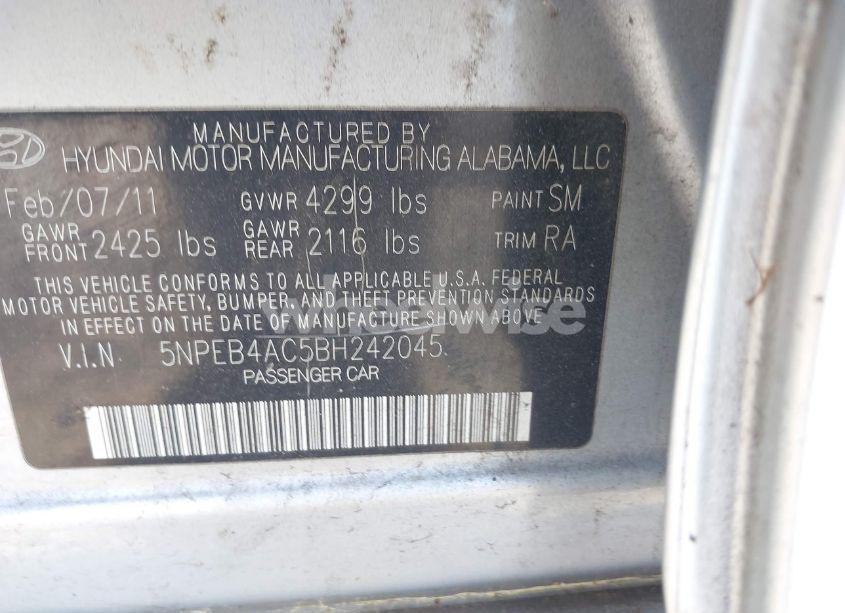 MANUFACTURED BY
HYUNDAI MOTOR MANUFACTURING ALABAMA, LLC
Feb/07/11 GVWR 4299 lbs PAINT SM
GAWR FRONT 2425 lbs GAWR REAR 2116 lbs TRIM RA
THIS VEHICLE CONFORMS TO ALL APPLICABLE U.S.A. FEDERAL
MOTOR VEHICLE SAFETY, BUMPER, AND THEFT PREVENTION STANDARDS
IN EFFECT ON THE DATE OF MANUFACTURE SHOWN ABOVE
V.I.N 5NPEB4AC5BH242045
PASSENGER CAR